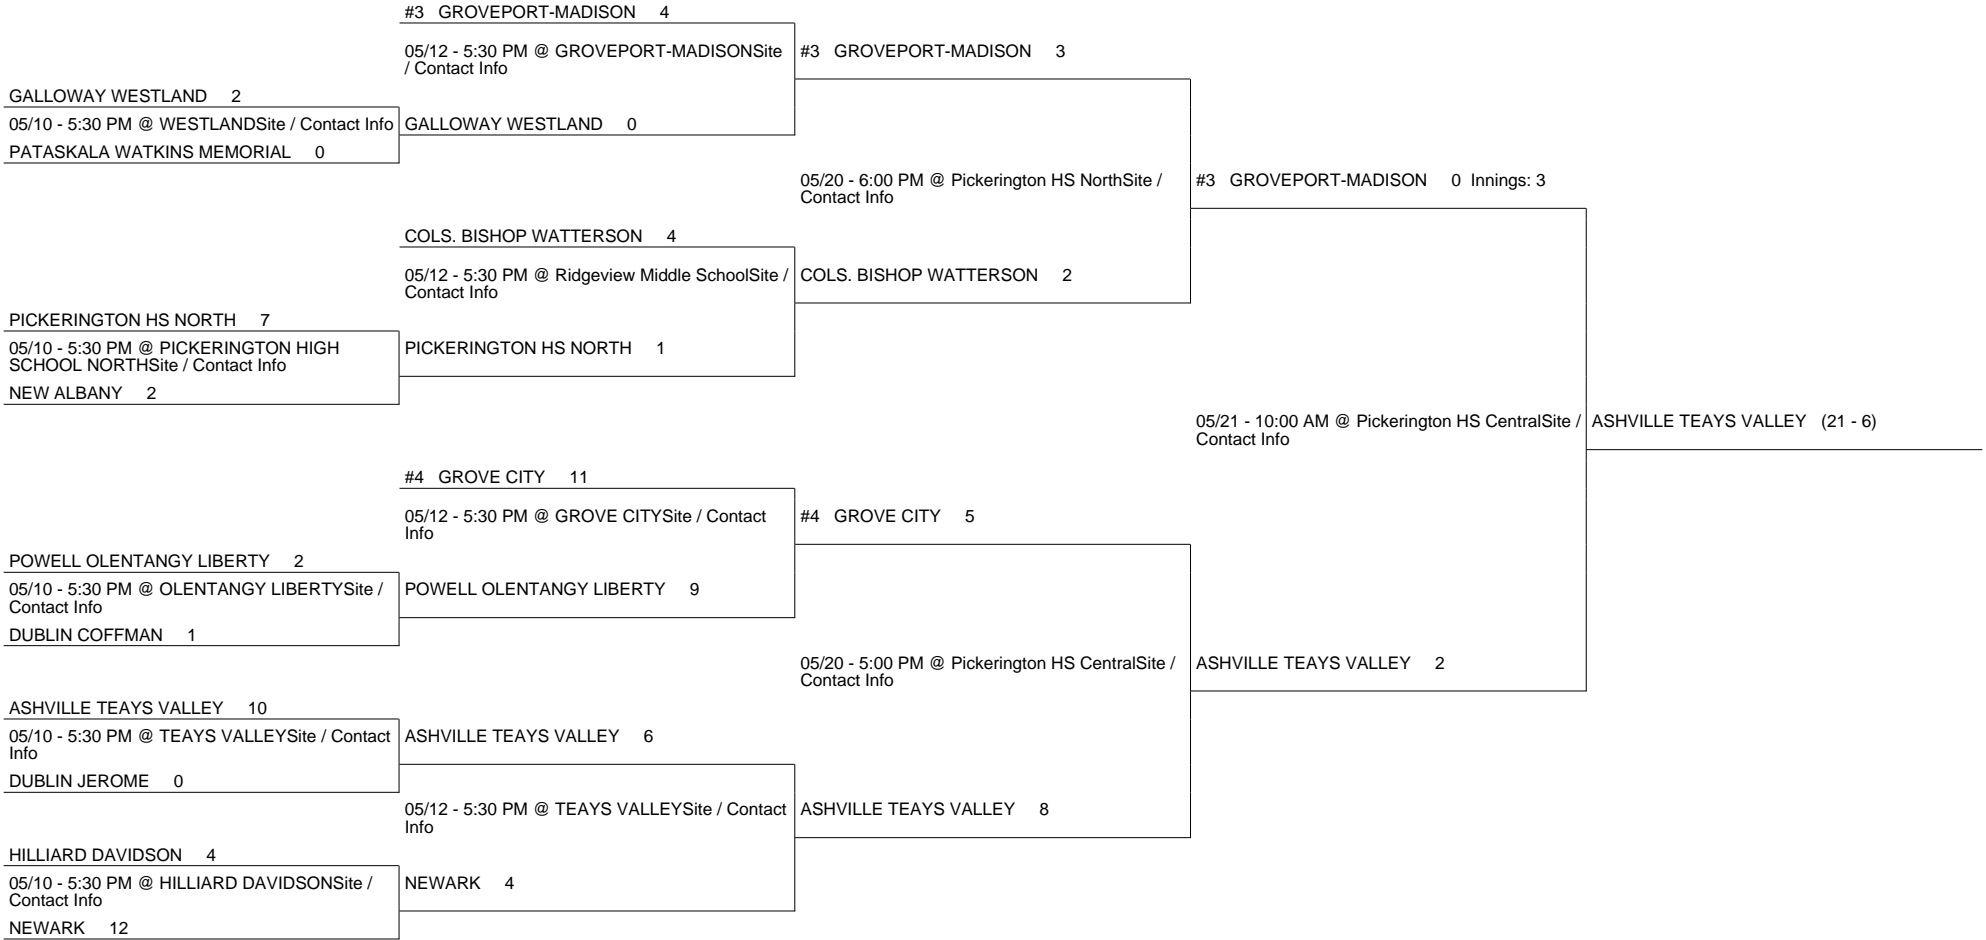 #3 GROVEPORT-MADISON 4
05/12 - 5:30 PM @ GROVEPORT-MADISONSite
/ Contact Info
#3 GROVEPORT-MADISON 3
GALLOWAY WESTLAND 2
05/10 - 5:30 PM @ WESTLANDSite / Contact Info
GALLOWAY WESTLAND 0
PATASKALA WATKINS MEMORIAL 0
05/20 - 6:00 PM @ Pickerington HS NorthSite /
Contact Info
#3 GROVEPORT-MADISON 0 Innings: 3
COLS. BISHOP WATTERSON 4
05/12 - 5:30 PM @ Ridgeview Middle SchoolSite /
Contact Info
COLS. BISHOP WATTERSON 2
PICKERINGTON HS NORTH 7
05/10 - 5:30 PM @ PICKERINGTON HIGH
SCHOOL NORTHSite / Contact Info
PICKERINGTON HS NORTH 1
NEW ALBANY 2
05/21 - 10:00 AM @ Pickerington HS CentralSite /
Contact Info
ASHVILLE TEAYS VALLEY (21 - 6)
#4 GROVE CITY 11
05/12 - 5:30 PM @ GROVE CITYSite / Contact
Info
#4 GROVE CITY 5
POWELL OLENTANGY LIBERTY 2
05/10 - 5:30 PM @ OLENTANGY LIBERTYSite /
Contact Info
POWELL OLENTANGY LIBERTY 9
DUBLIN COFFMAN 1
05/20 - 5:00 PM @ Pickerington HS CentralSite /
Contact Info
ASHVILLE TEAYS VALLEY 2
ASHVILLE TEAYS VALLEY 10
05/10 - 5:30 PM @ TEAYS VALLEYSite / Contact
Info
ASHVILLE TEAYS VALLEY 6
DUBLIN JEROME 0
05/12 - 5:30 PM @ TEAYS VALLEYSite / Contact
Info
ASHVILLE TEAYS VALLEY 8
HILLIARD DAVIDSON 4
05/10 - 5:30 PM @ HILLIARD DAVIDSONSite /
Contact Info
NEWARK 4
NEWARK 12